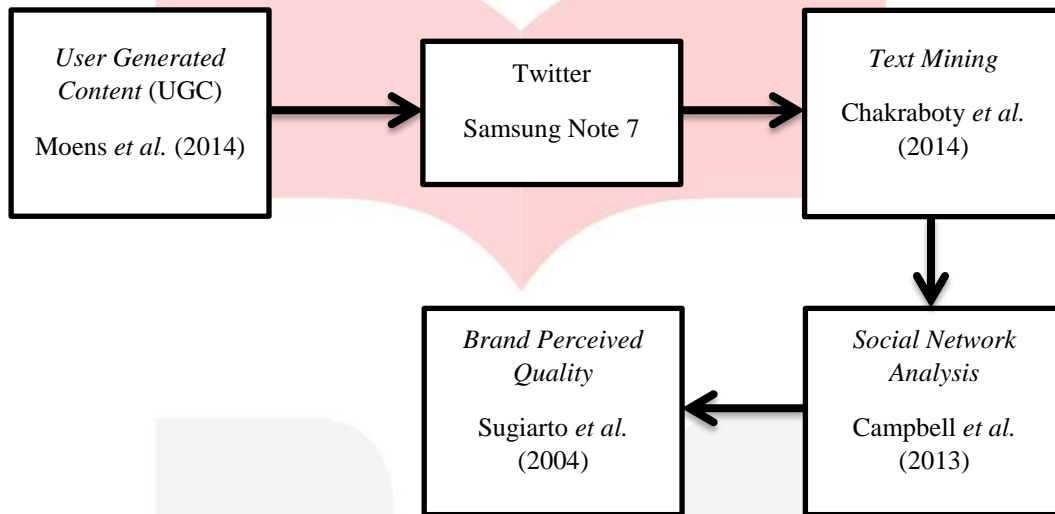 User Generated
Content (UGC)
Moens et al. (2014)
Twitter
Samsung Note 7
Text Mining
Chakraboty et al.
(2014)
Social Network
Analysis
Campbell et al.
(2013)
Brand Perceived
Quality
Sugiarto et al.
(2004)